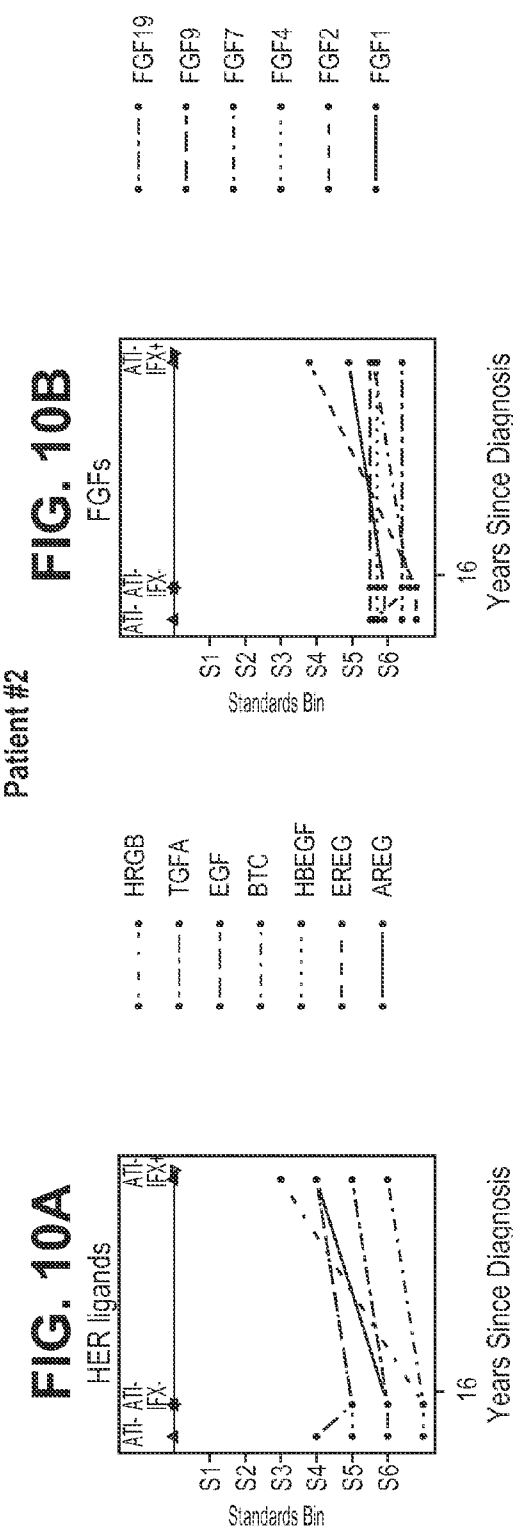 Patient #2
FIG. 10A
HER ligands
ATI- ATI- ATI-
IFX- IFX+
S1
S2
S3
S4
S5
S6
Standards Bin
16
Years Since Diagnosis
HRGB
TGFA
EGF
BTC
HBEGF
EREG
AREG
FIG. 10B
FGFs
ATI- ATI- ATI-
IFX- IFX+
S1
S2
S3
S4
S5
S6
Standards Bin
16
Years Since Diagnosis
FGF19
FGF9
FGF7
FGF4
FGF2
FGF1